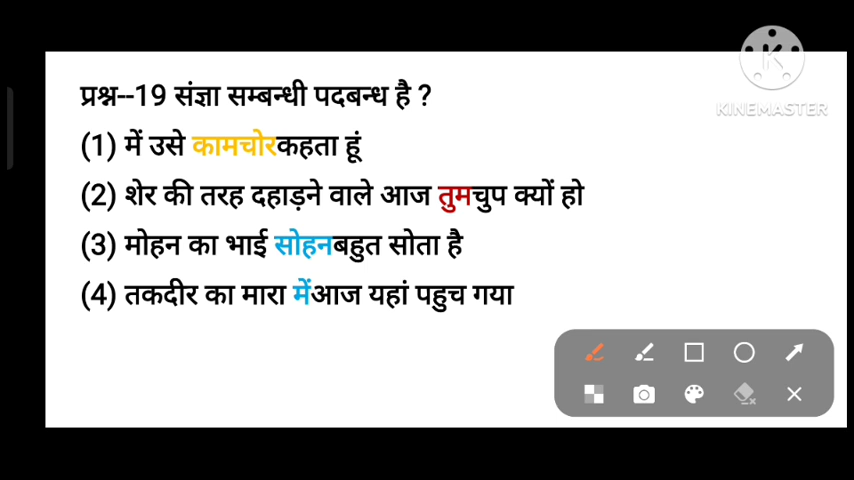 K
KINEMASTER
प्रश्न--19 संज्ञा सम्बन्धी पदबन्ध है ?
(1) में उसे कामचोरकहता हूं
(2) शेर की तरह दहाड़ने वाले आज तुमचुप क्यों हो
(3) मोहन का भाई सोहनबहुत सोता है
(4) तकदीर का मारा मेंआज यहां पहुच गया